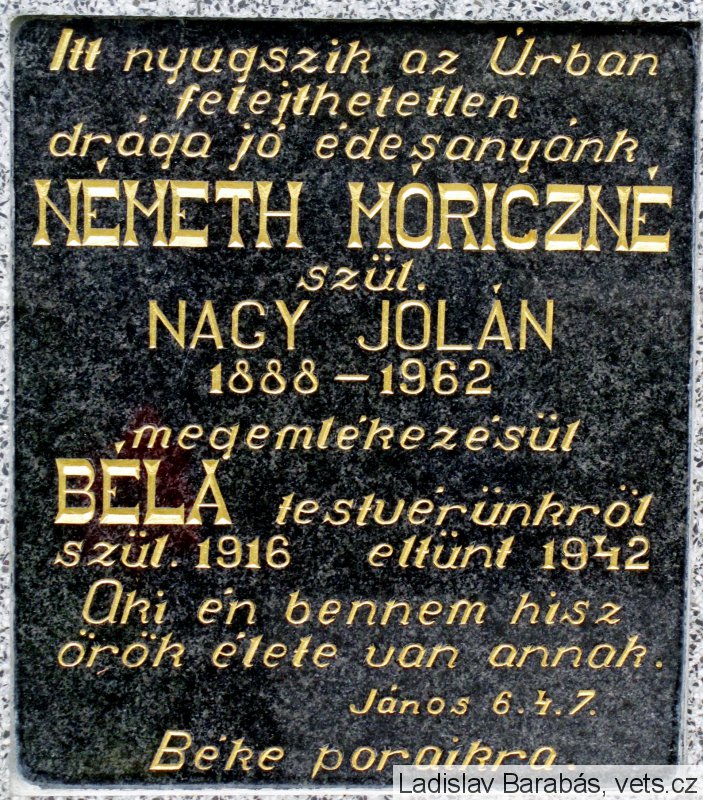 Itt nyugszik az Úrban
felejthetetlen,
drága jó édesanyánk
NÉMETH MÓRICZNÉ
szül.
NAGY JOLÁN
1888 – 1962
megemlékezésül
BÉLA testvérünkröl
szül. 1916 eltünt 1942
Aki én bennem hisz
örök élete van annak.
János 6.4.7.
Béke poraikra.
Ladislav Barabás, vets.cz